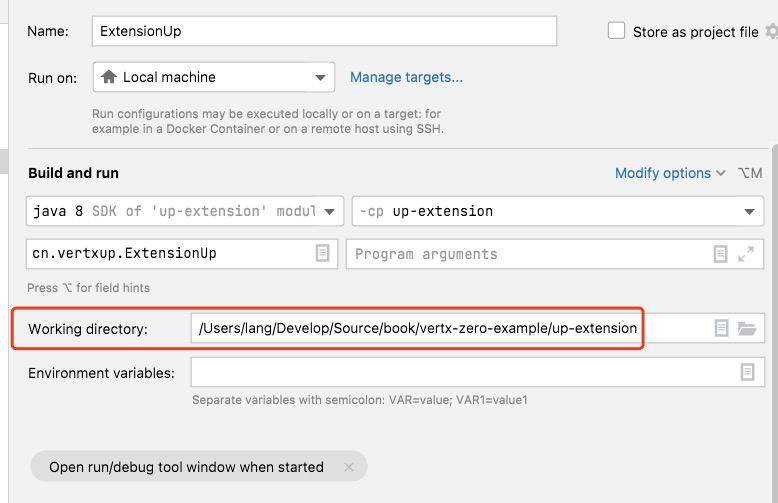 Name: ExtensionUp Store as project file
Run on: Local machine Manage targets...
Run configurations may be executed locally or on a target: for
example in a Docker Container or on a remote host using SSH.
Build and run Modify options ⌥M
java 8 SDK of 'up-extension' modul -cp up-extension
cn.vertxup.ExtensionUp Program arguments
Press ⌥ for field hints
Working directory: /Users/lang/Develop/Source/book/vertx-zero-example/up-extension
Environment variables:
Separate variables with semicolon: VAR=value; VAR1=value1
Open run/debug tool window when started ×